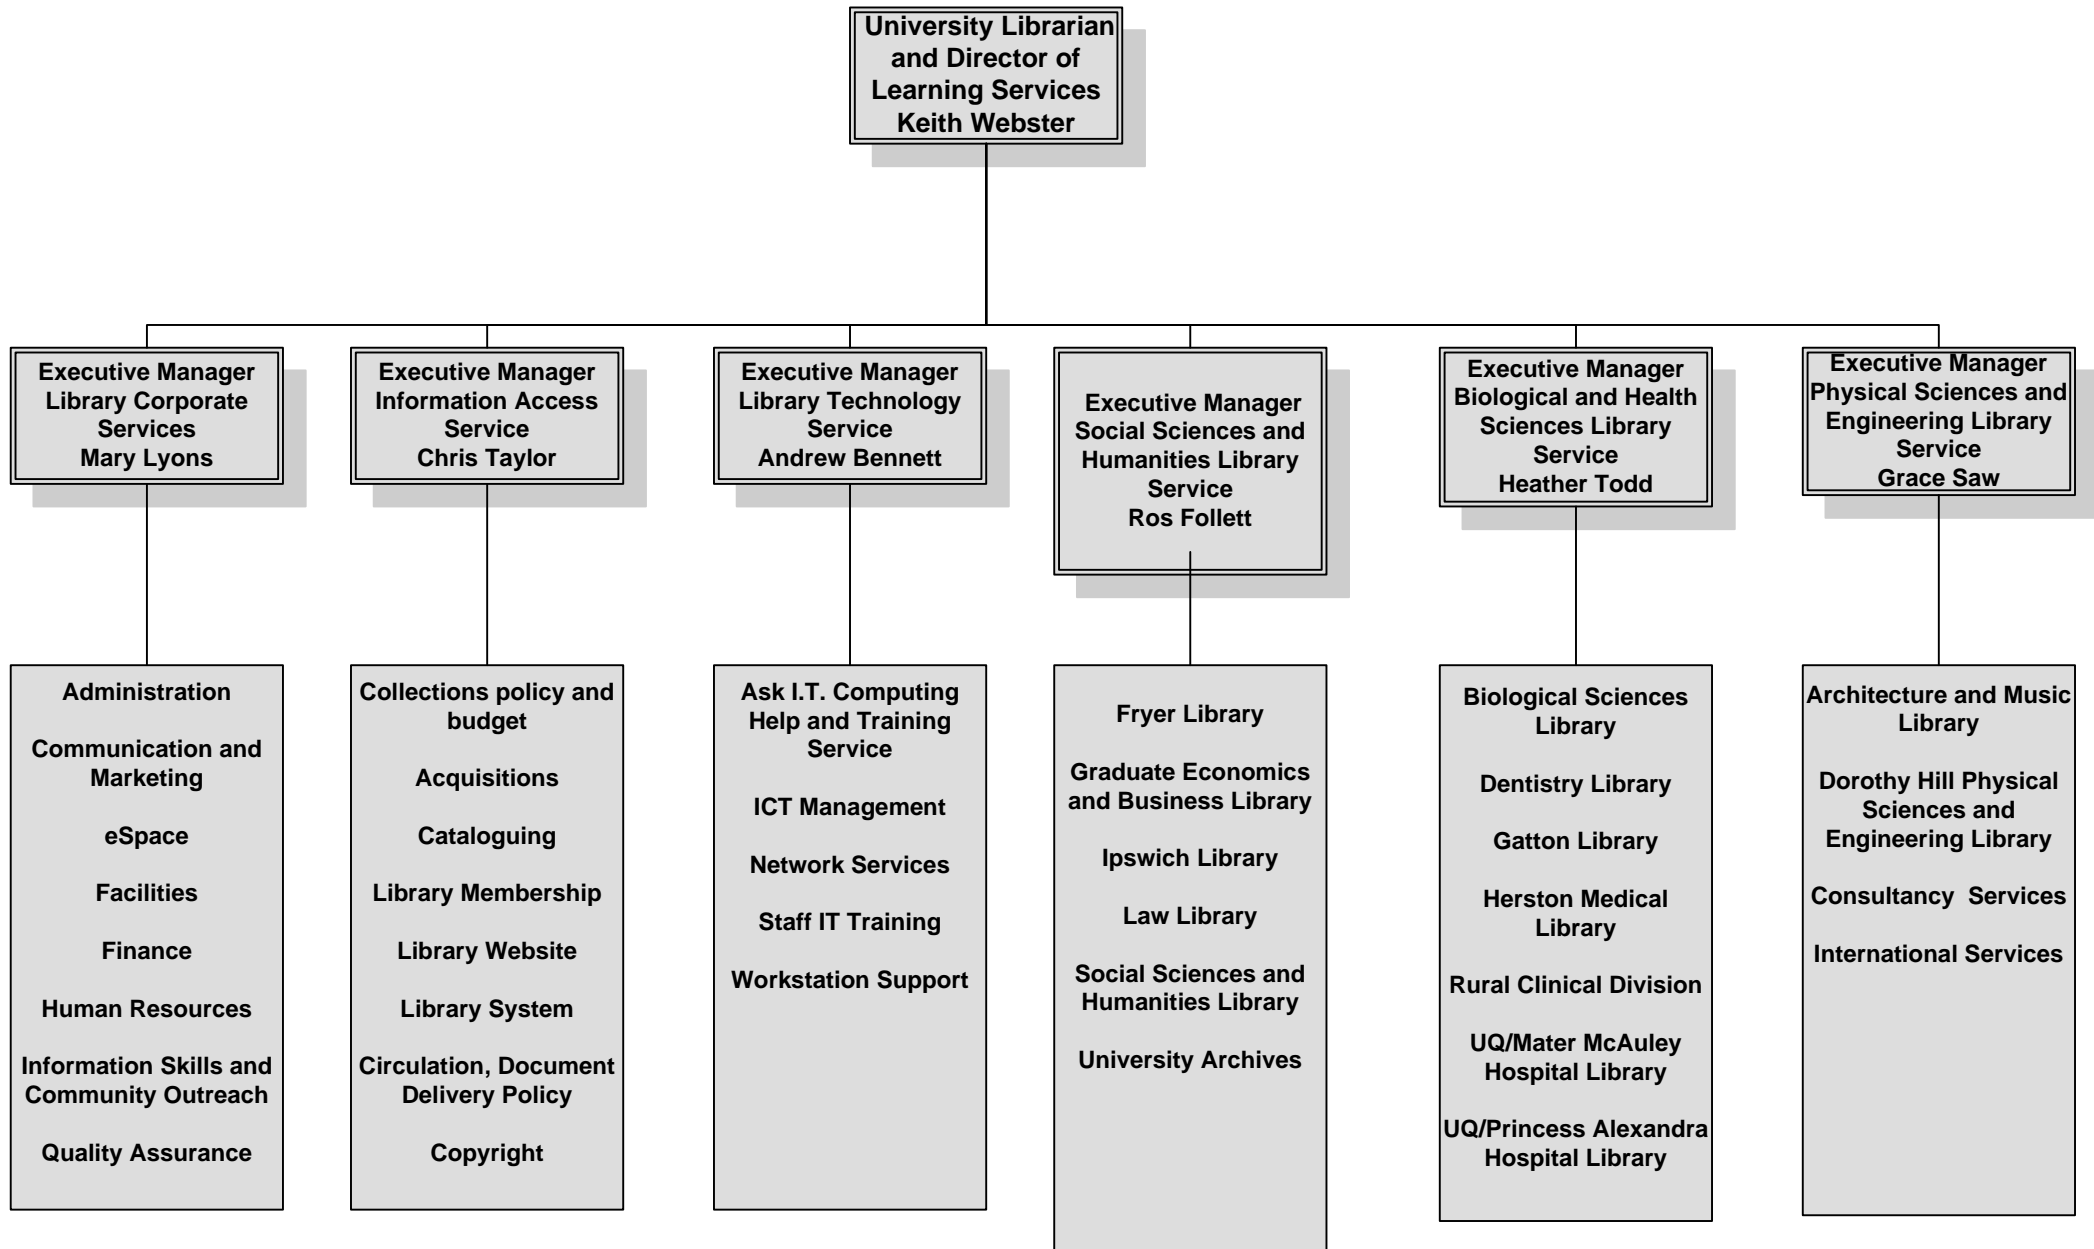 University Librarian
and Director of
Learning Services
Keith Webster
Executive Manager
Library Corporate
Services
Mary Lyons
Executive Manager
Information Access
Service
Chris Taylor
Executive Manager
Library Technology
Service
Andrew Bennett
Executive Manager
Social Sciences and
Humanities Library
Service
Ros Follett
Executive Manager
Biological and Health
Sciences Library
Service
Heather Todd
Executive Manager
Physical Sciences and
Engineering Library
Service
Grace Saw
Administration
Communication and
Marketing
eSpace
Facilities
Finance
Human Resources
Information Skills and
Community Outreach
Quality Assurance
Collections policy and
budget
Acquisitions
Cataloguing
Library Membership
Library Website
Library System
Circulation, Document
Delivery Policy
Copyright
Ask I.T. Computing
Help and Training
Service
ICT Management
Network Services
Staff IT Training
Workstation Support
Fryer Library
Graduate Economics
and Business Library
Ipswich Library
Law Library
Social Sciences and
Humanities Library
University Archives
Biological Sciences
Library
Dentistry Library
Gatton Library
Herston Medical
Library
Rural Clinical Division
UQ/Mater McAuley
Hospital Library
UQ/Princess Alexandra
Hospital Library
Architecture and Music
Library
Dorothy Hill Physical
Sciences and
Engineering Library
Consultancy  Services
International Services